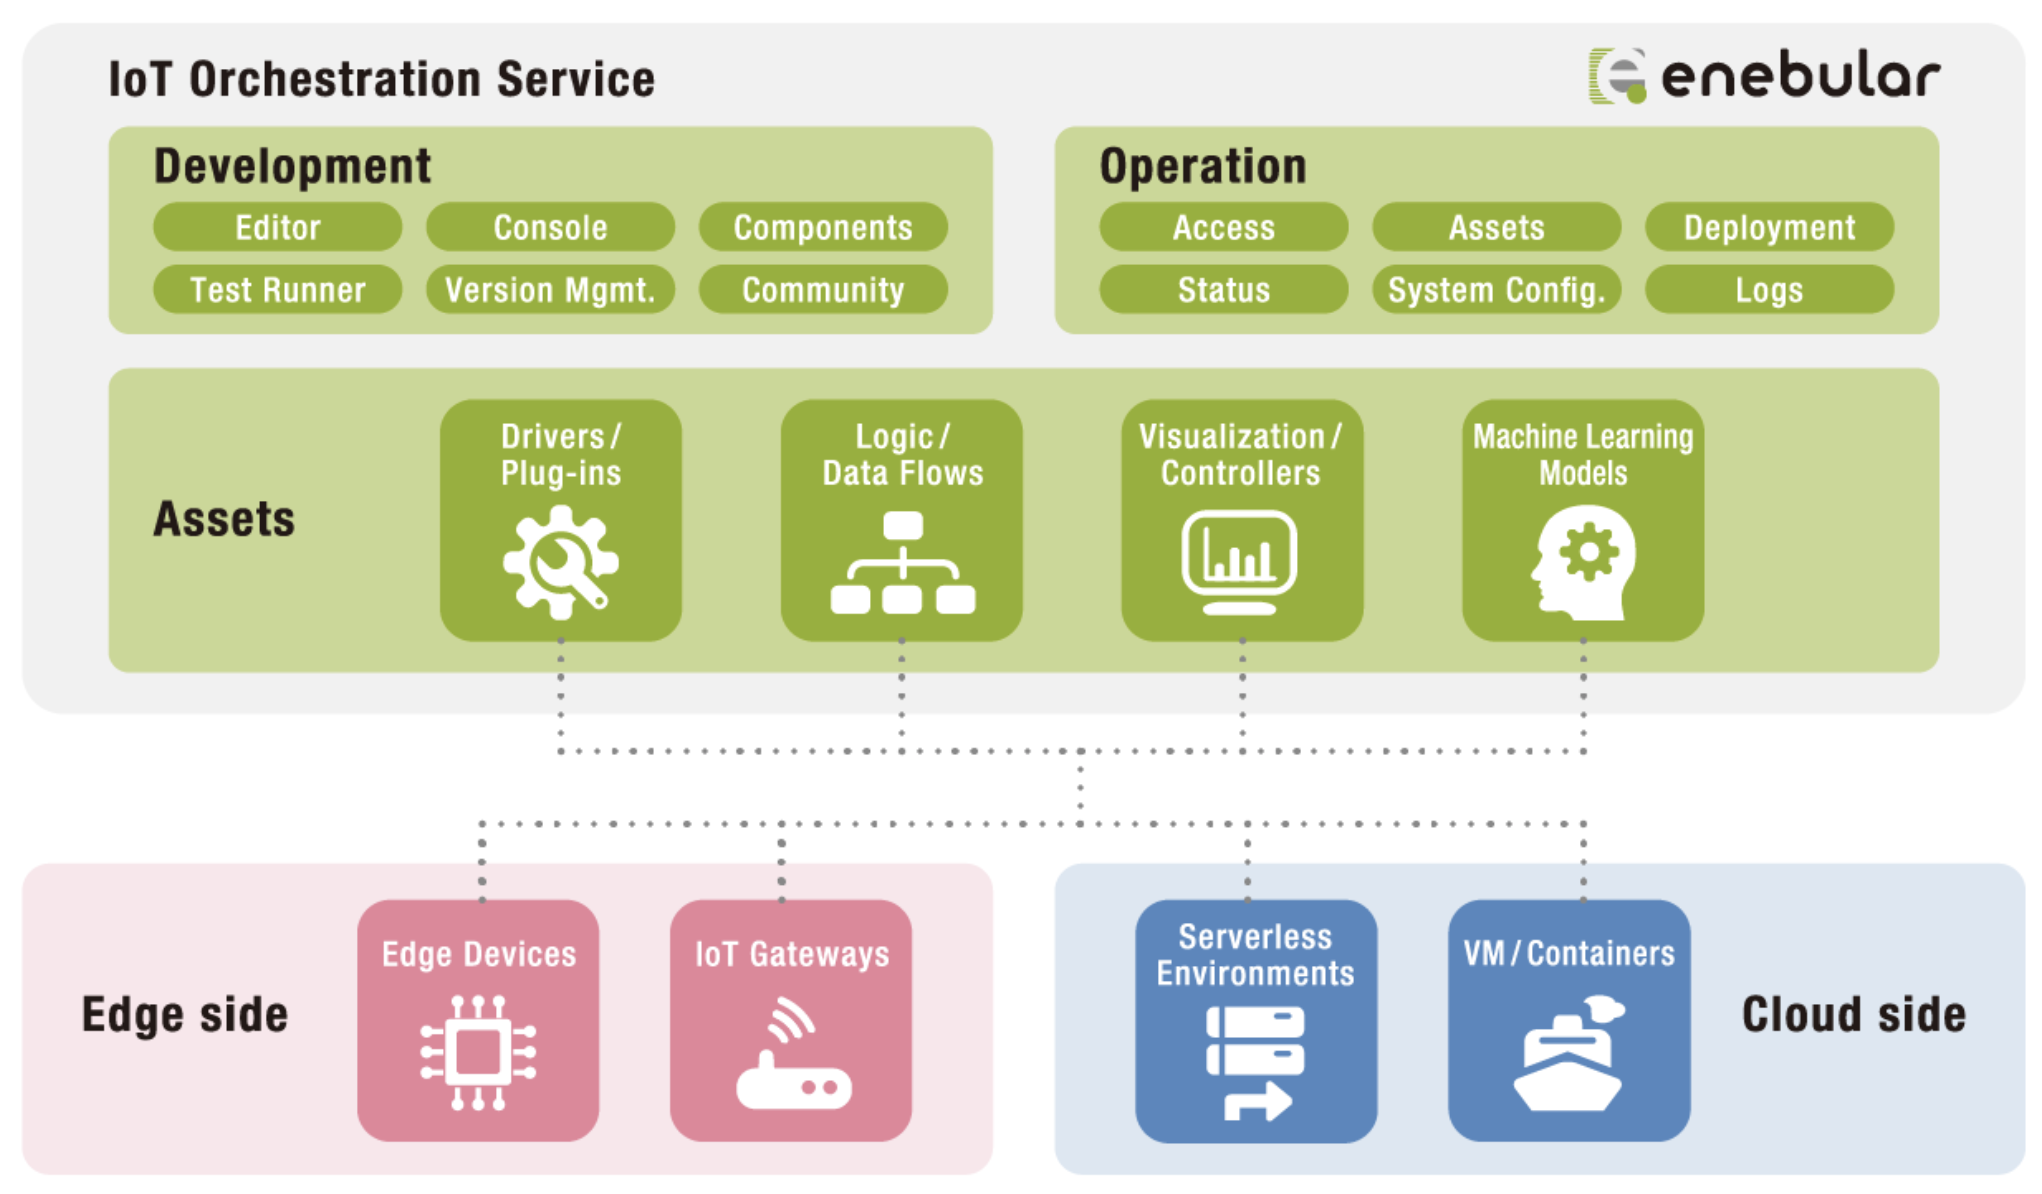 IoT Orchestration Service
enebular
Development
Editor
Console
Components
Test Runner
Version Mgmt.
Community
Operation
Access
Assets
Deployment
Status
System Config.
Logs
Assets
Drivers /
Plug-ins
Logic /
Data Flows
Visualization /
Controllers
Machine Learning
Models
Edge side
Edge Devices
IoT Gateways
Serverless
Environments
VM / Containers
Cloud side